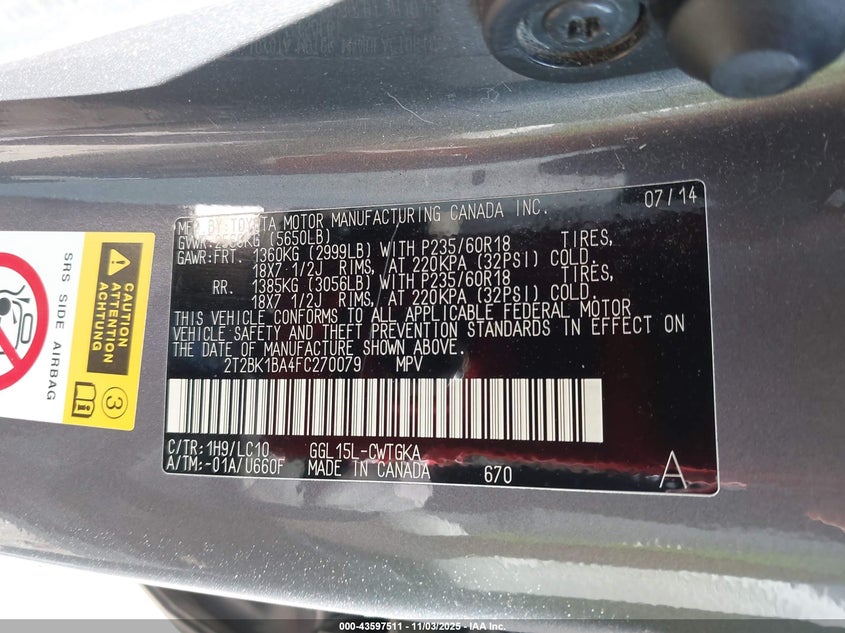 07/14
MFD.BY:TOYOTA MOTOR MANUFACTURING CANADA INC.
(5650LB)
GAWR:FRT. 1360KG (2999LB) WITH P235/60R18 TIRES,
18X7 1/2J RIMS, AT 220KPA (32PSI) COLD.
RR. 1385KG (3056LB) WITH P235/60R18 TIRES,
18X7 1/2J RIMS, AT 220KPA (32PSI) COLD.
THIS VEHICLE CONFORMS TO ALL APPLICABLE FEDERAL MOTOR
VEHICLE SAFETY AND THEFT PREVENTION STANDARDS IN EFFECT ON
THE DATE OF MANUFACTURE SHOWN ABOVE.
2T2BK1BA4FC270079 MPV
C/TR:1H9/LC10 GGL15L-CWTGKA
A/TM:-01A/U660F MADE IN CANADA 670 A
SRS SIDE AIRBAG
CAUTION
ATTENTION
ACHTUNG
3
000-43597511 - 11/03/2025 - IAA Inc.